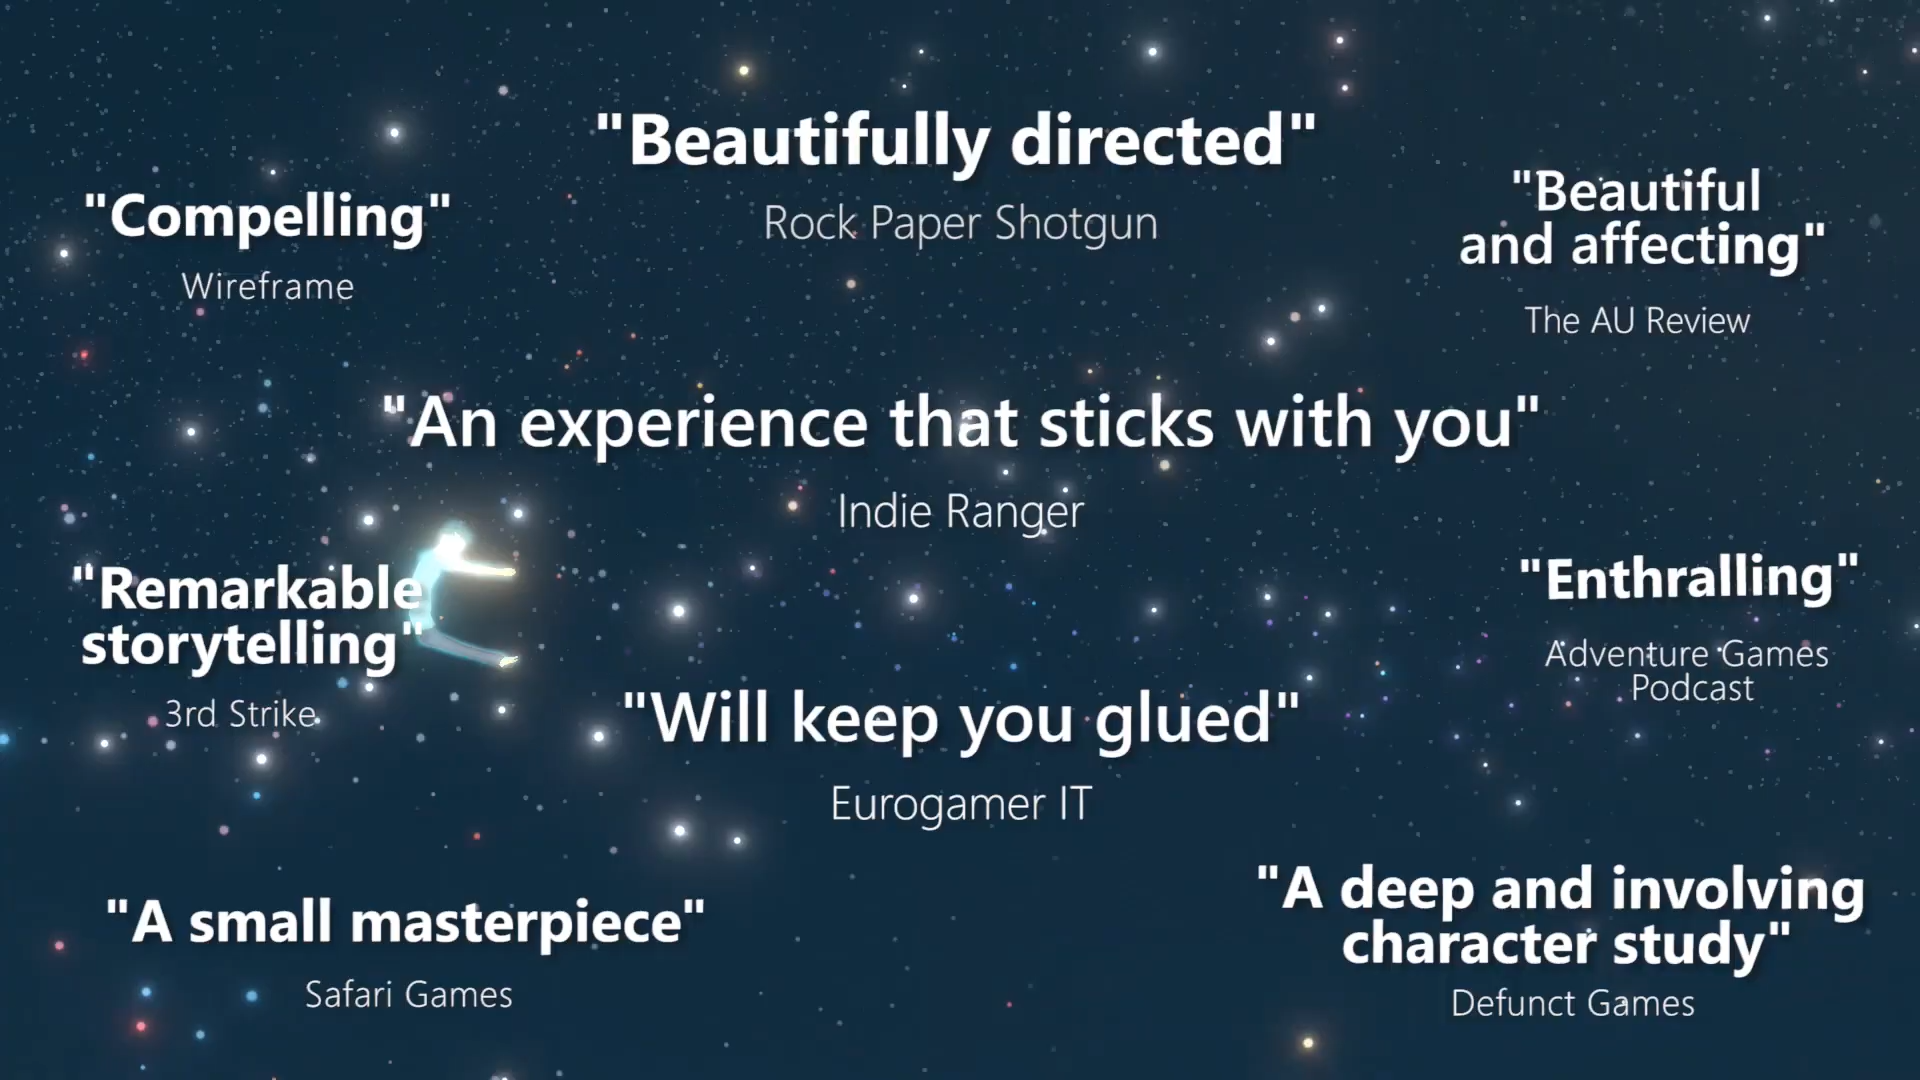 "Beautifully directed"
Rock Paper Shotgun
"Compelling"
Wireframe
"Beautiful
and affecting"
The AU Review
"An experience that sticks with you"
Indie Ranger
"Remarkable
storytelling"
3rd Strike
"Enthralling"
Adventure Games
Podcast
"Will keep you glued"
Eurogamer IT
"A small masterpiece"
Safari Games
"A deep and involving
character study"
Defunct Games